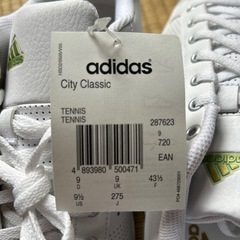 adidas
City Classic
TENNIS
TENNIS
287623
9
720
EAN
4 893980 500471
9 9 43⅓
D UK F
9½ 275
US J